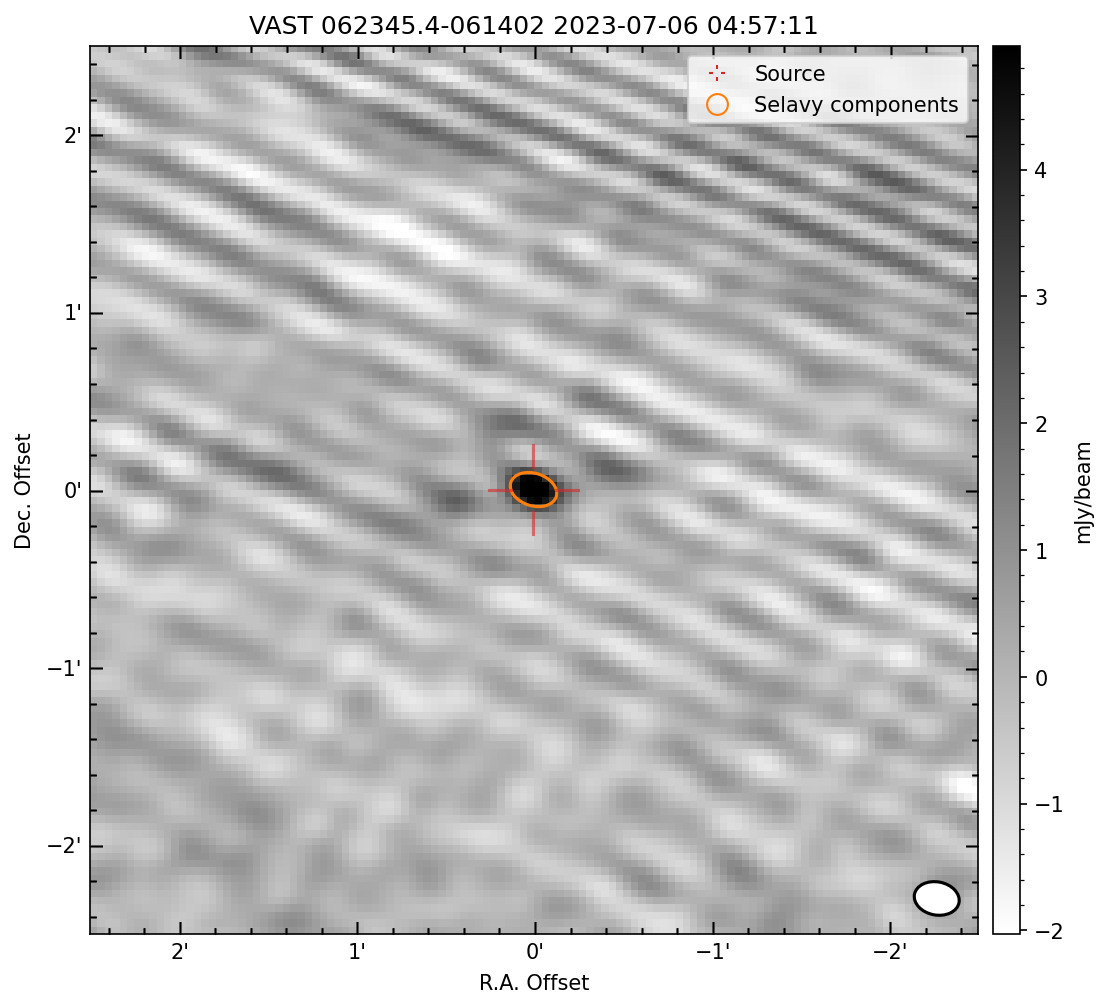 VAST 062345.4-061402 2023-07-06 04:57:11
Source
Selavy components
2'
1'
0'
−1'
−2'
Dec. Offset
2'
1'
0'
−1'
−2'
R.A. Offset
4
3
2
1
0
−1
−2
mJy/beam